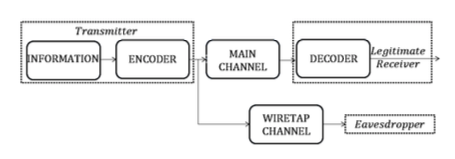 Transmitter
INFORMATION
ENCODER
MAIN
CHANNEL
DECODER
Legitimate
Receiver
WIRETAP
CHANNEL
Eavesdropper